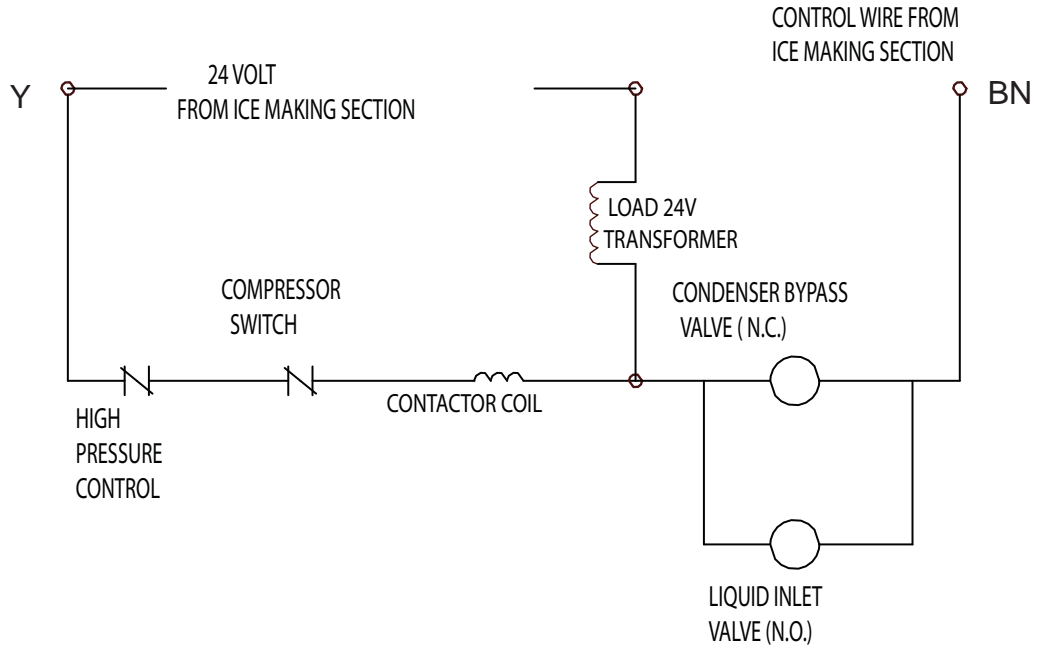 CONTROL WIRE FROM
ICE MAKING SECTION
Y
24 VOLT
FROM ICE MAKING SECTION
BN
LOAD 24V
TRANSFORMER
COMPRESSOR
SWITCH
CONDENSER BYPASS
VALVE ( N.C.)
CONTACTOR COIL
HIGH
PRESSURE
CONTROL
LIQUID INLET
VALVE (N.O.)